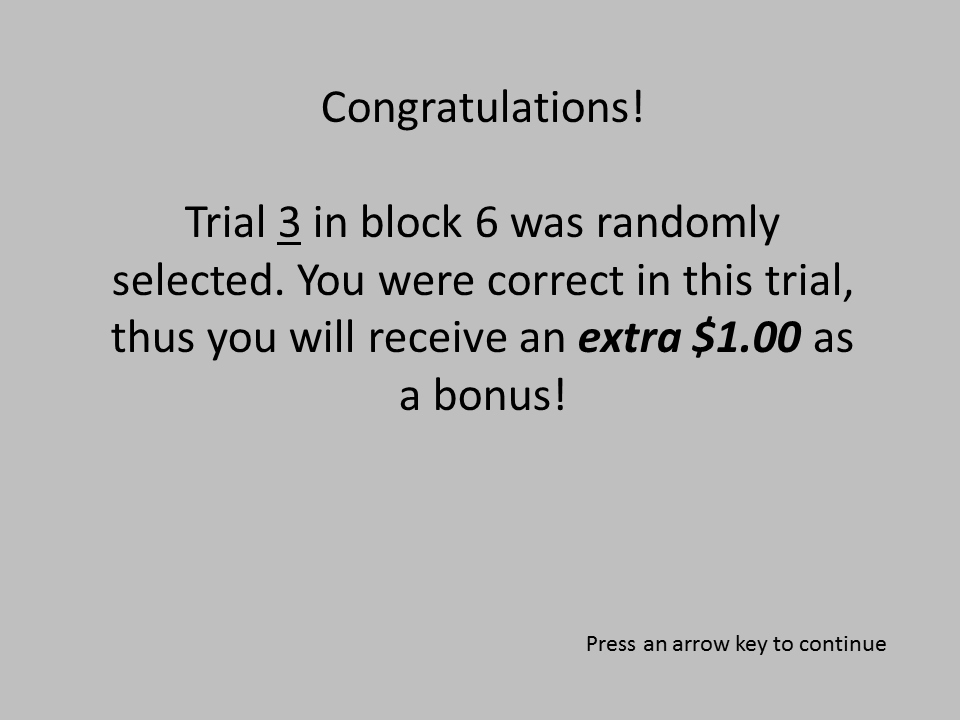 Congratulations!
Trial 3 in block 6 was randomly
selected. You were correct in this trial,
thus you will receive an extra $1.00 as
a bonus!
Press an arrow key to continue